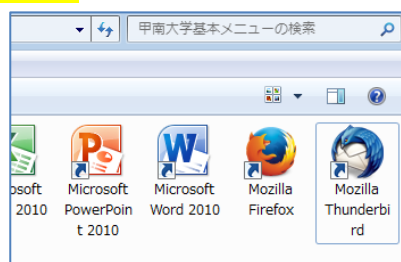 甲南大学基本メニューの検索
osoft
2010
Microsoft
PowerPoin
t 2010
Microsoft
Word 2010
Mozilla
Firefox
Mozilla
Thunderbi
rd